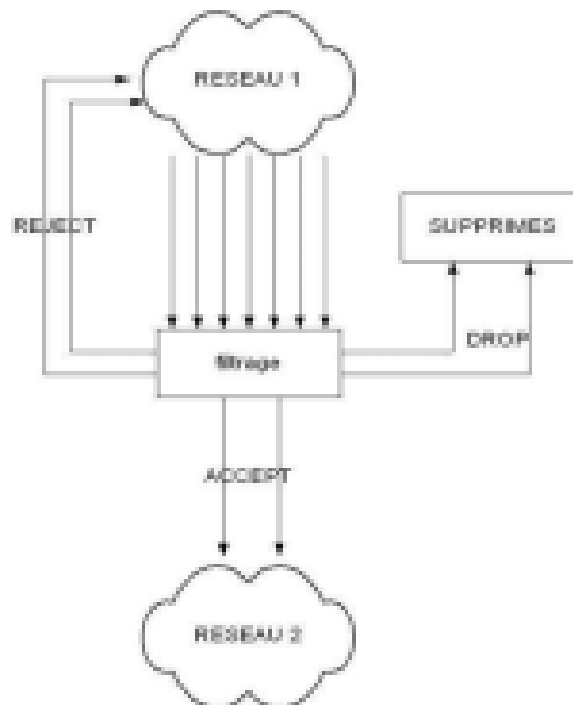 RESEAU 1
REJECT
SUPPRIMES
DROP
filtrage
ACCEPT
RESEAU 2